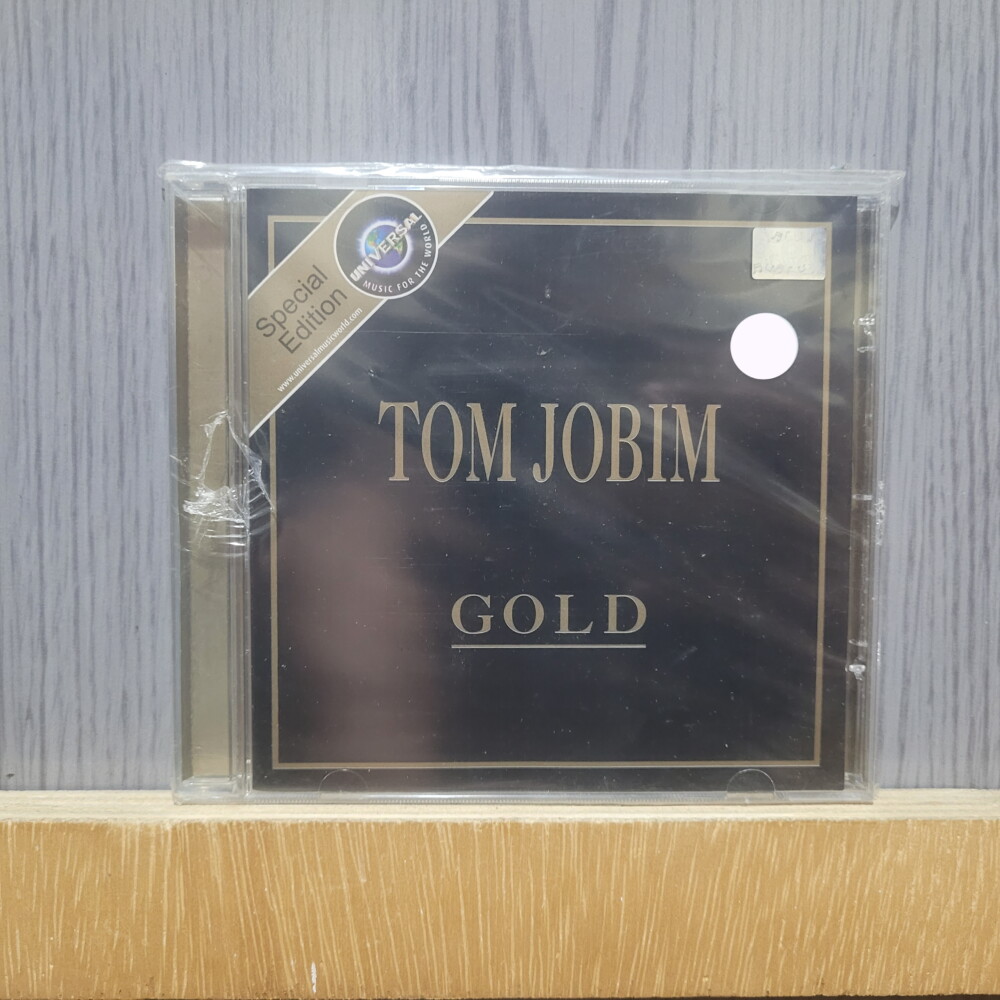 UNIVERSAL
MUSIC FOR THE WORLD
Special
Edition
www.universalmusicworld.com
TOM JOBIM
GOLD